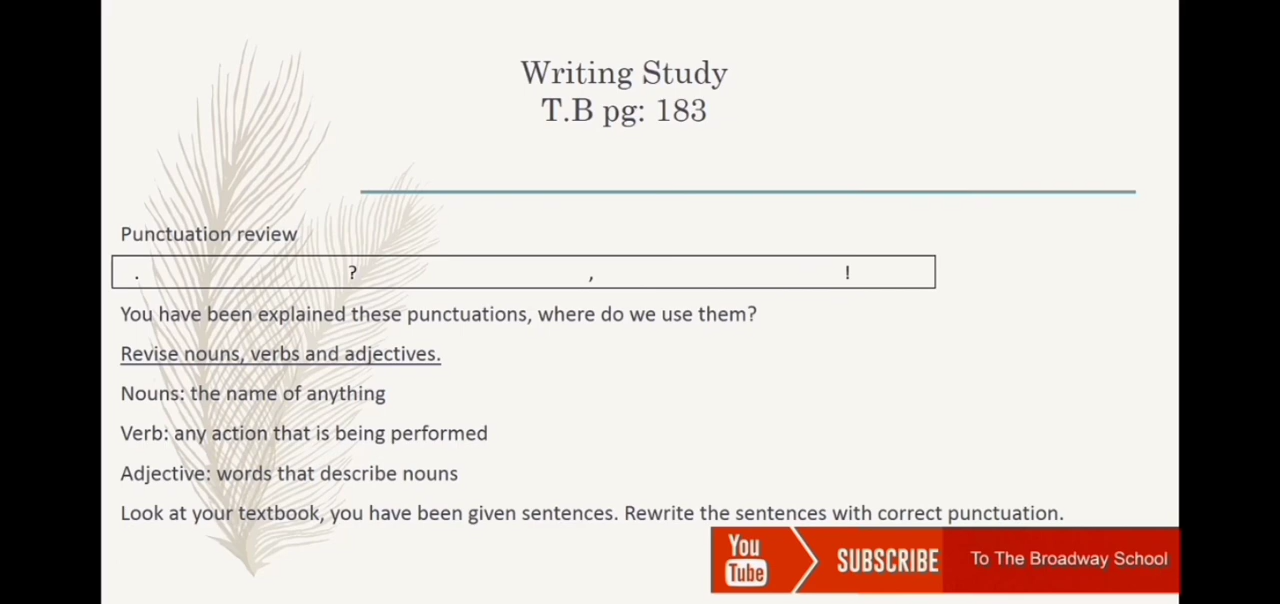 Writing Study
T.B pg: 183
Punctuation review
. ? , !
You have been explained these punctuations, where do we use them?
Revise nouns, verbs and adjectives.
Nouns: the name of anything
Verb: any action that is being performed
Adjective: words that describe nouns
Look at your textbook, you have been given sentences. Rewrite the sentences with correct punctuation.
You
Tube
SUBSCRIBE
To The Broadway School